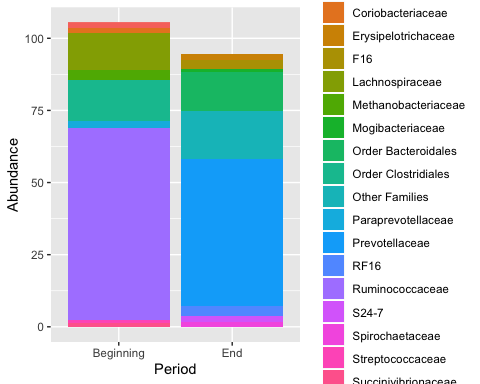 100
75
50
25
0
Abundance
Beginning
End
Period
Coriobacteriaceae
Erysipelotrichaceae
F16
Lachnospiraceae
Methanobacteriaceae
Mogibacteriaceae
Order Bacteroidales
Order Clostridiales
Other Families
Paraprevotellaceae
Prevotellaceae
RF16
Ruminococcaceae
S24-7
Spirochaetaceae
Streptococcaceae
Succinivibrionaceae